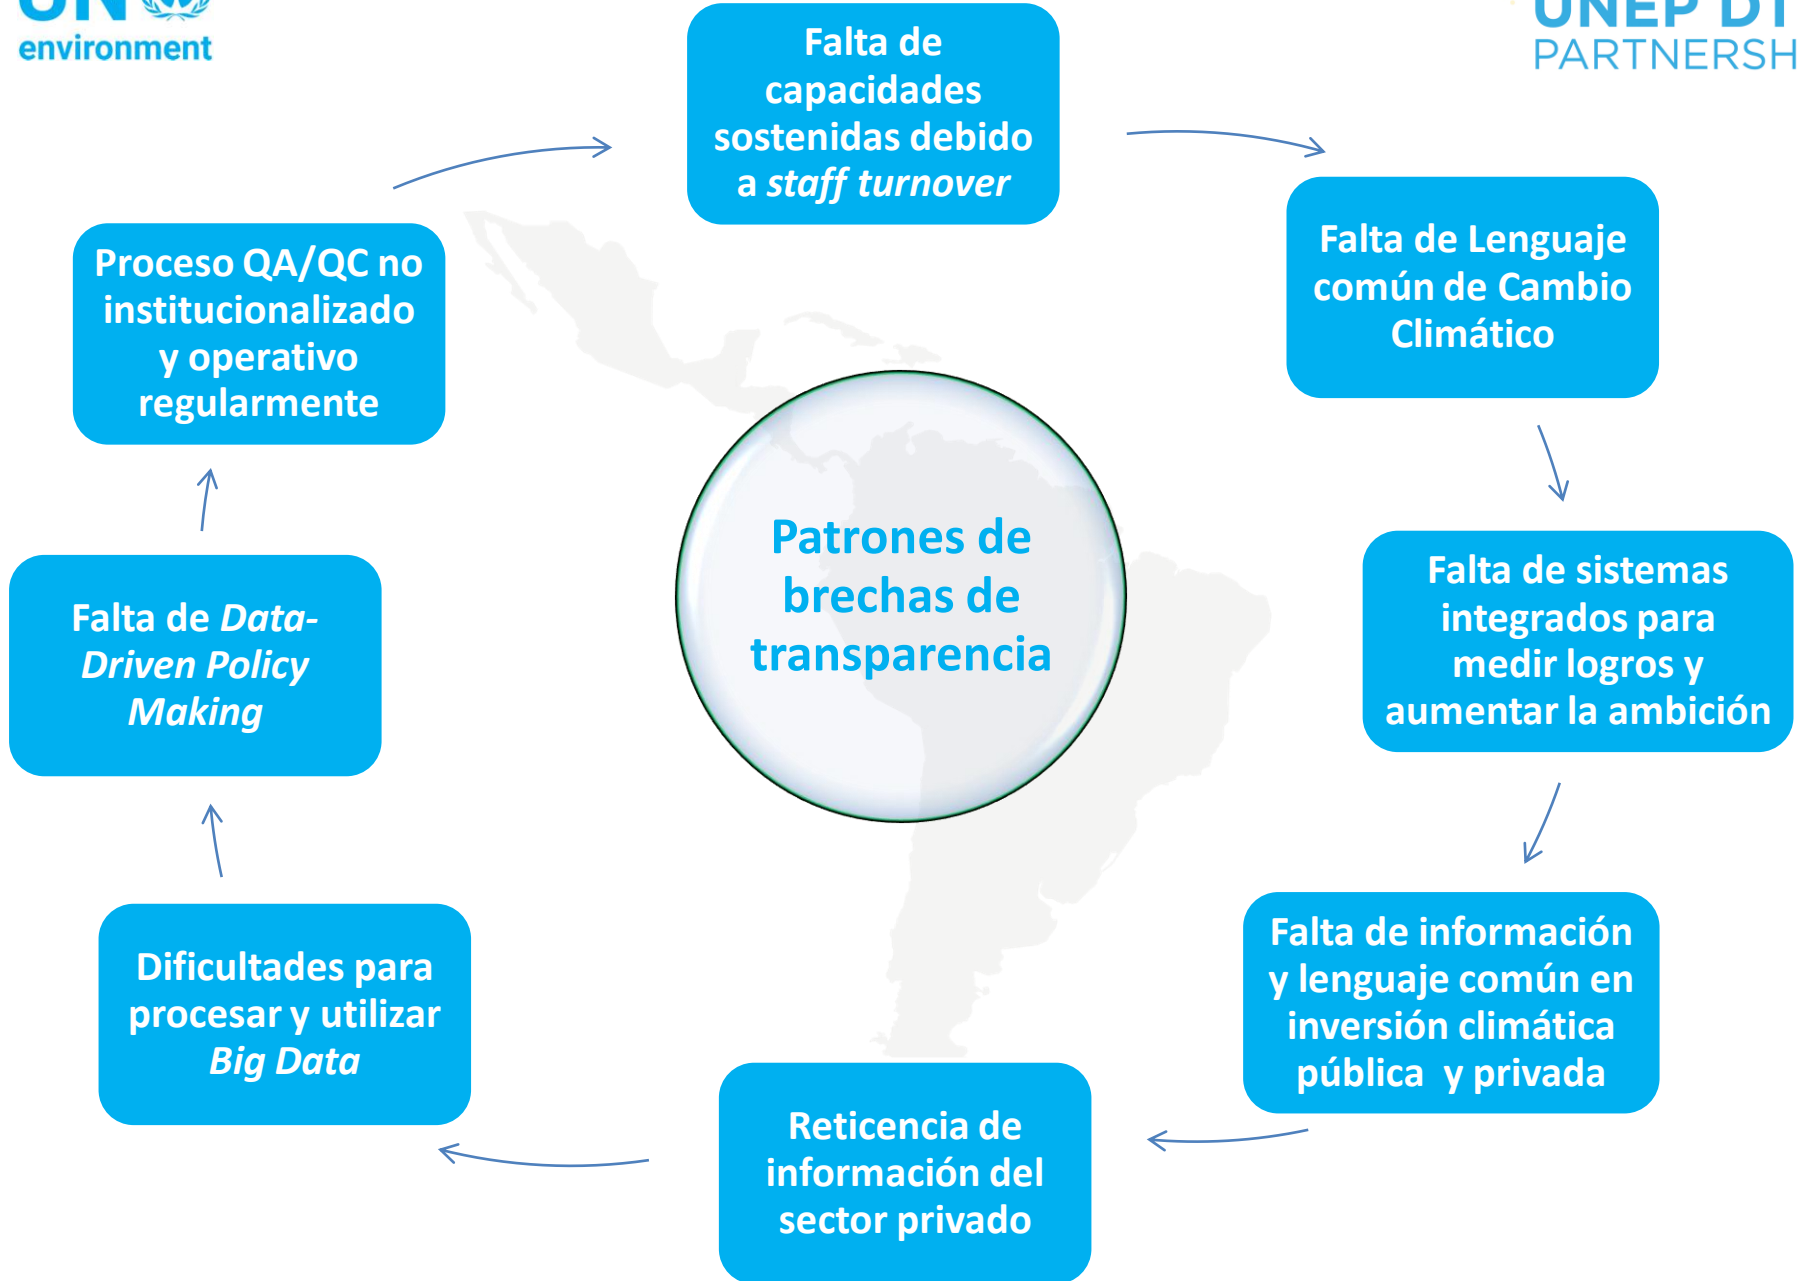 UN
environment
UNEP DT
PARTNERSH
Falta de
capacidades
sostenidas debido
a staff turnover
Falta de Lenguaje
común de Cambio
Climático
Falta de sistemas
integrados para
medir logros y
aumentar la ambición
Falta de información
y lenguaje común en
inversión climática
pública y privada
Reticencia de
información del
sector privado
Dificultades para
procesar y utilizar
Big Data
Falta de Data-
Driven Policy
Making
Proceso QA/QC no
institucionalizado
y operativo
regularmente
Patrones de
brechas de
transparencia